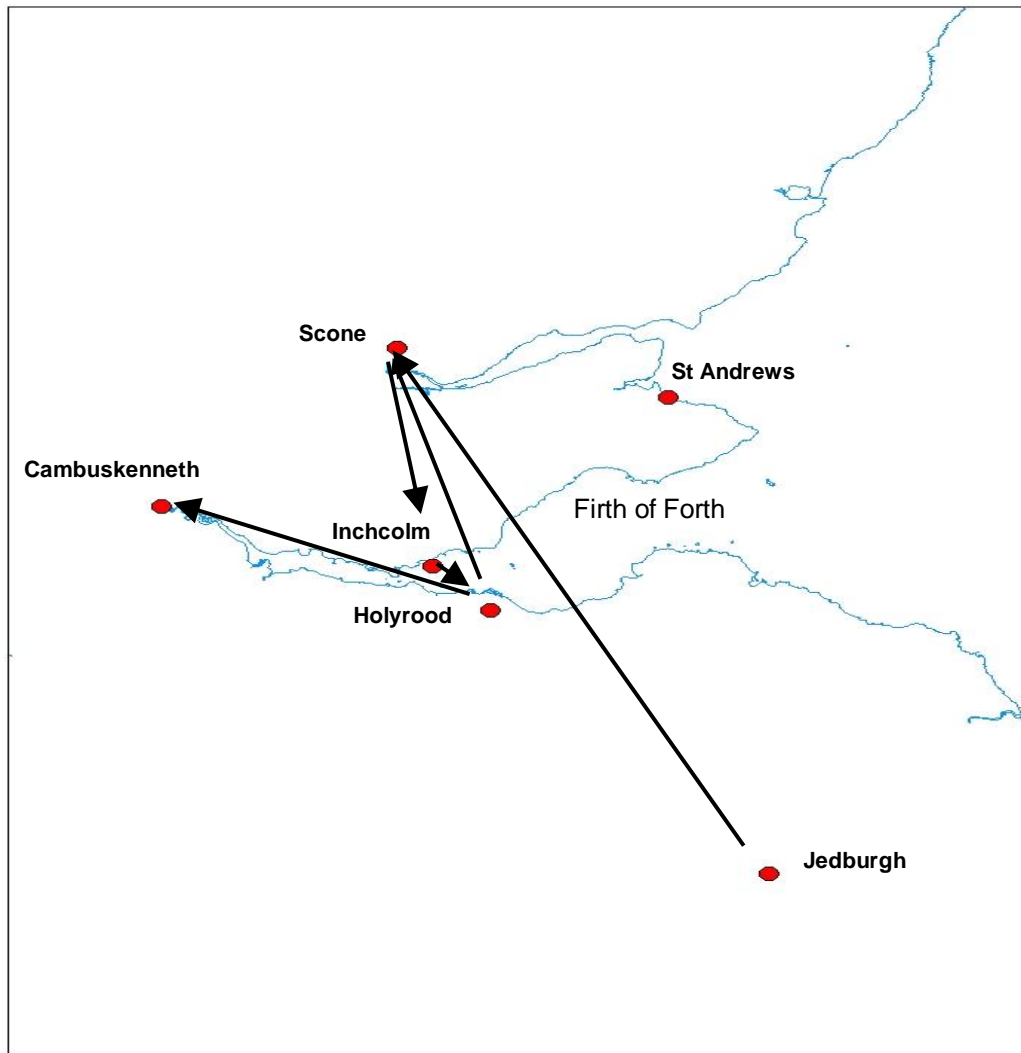 Scone
St Andrews
Cambuskenneth
Firth of Forth
Inchcolm
Holyrood
Jedburgh